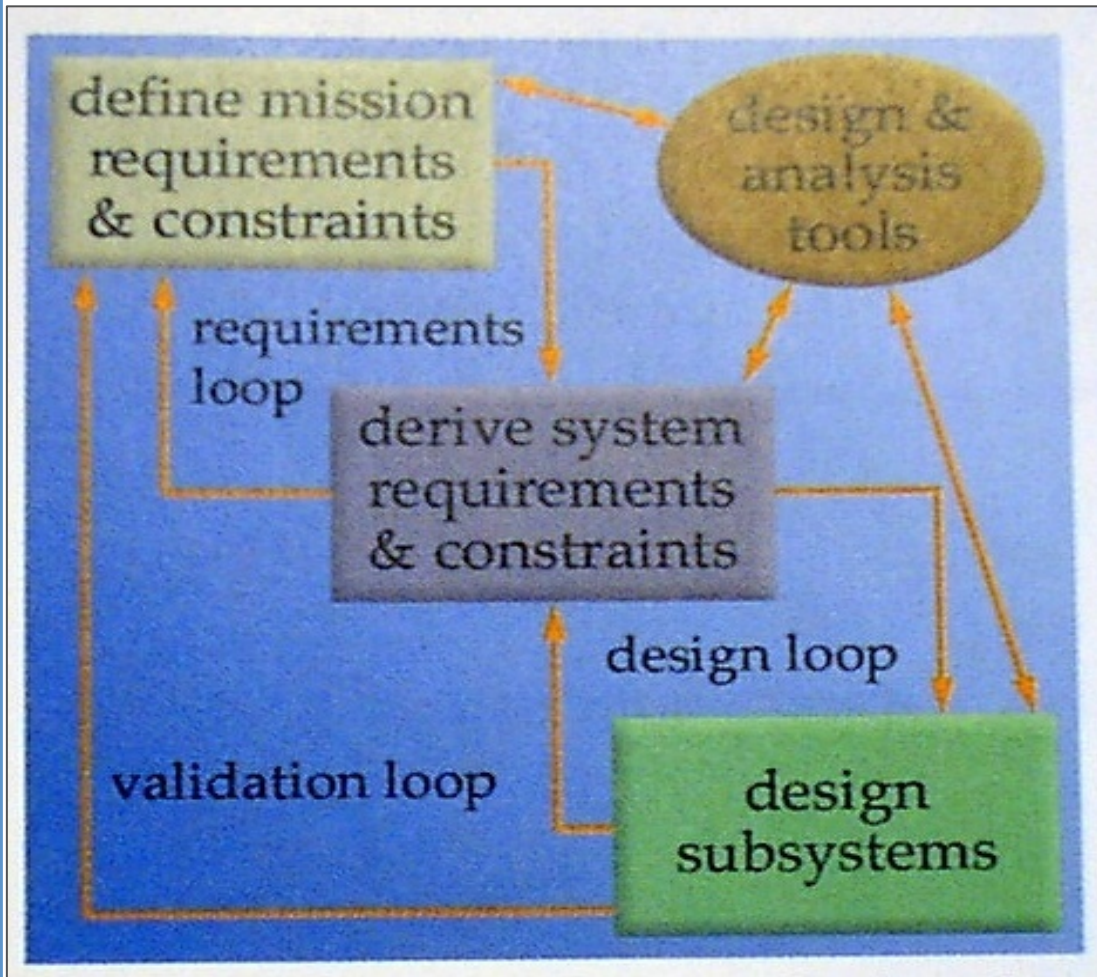 define mission
requirements
& constraints
design &
analysis
tools
requirements
loop
derive system
requirements
& constraints
design loop
validation loop
design
subsystems